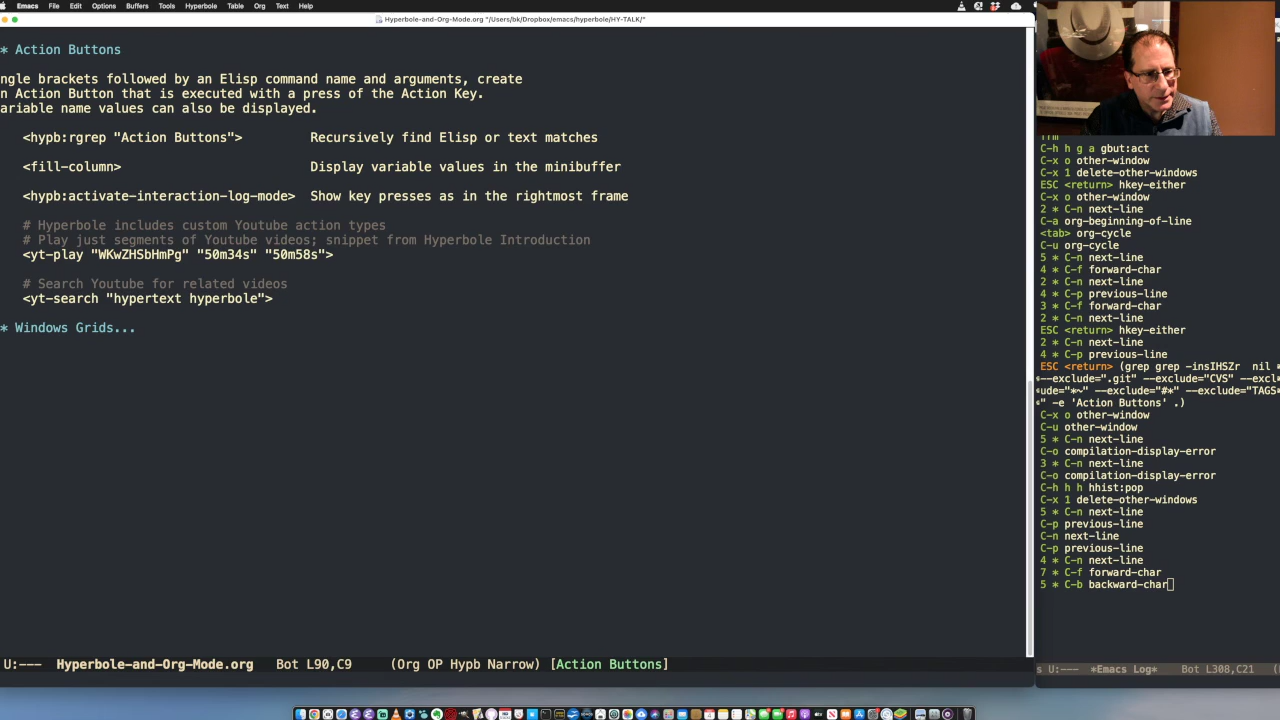 Emacs File Edit Options Buffers Tools Hyperbole Table Org Text Help
Hyperbole-and-Org-Mode.org "/Users/bk/Dropbox/emacs/hyperbole/HY-TALK/"
* Action Buttons
ngle brackets followed by an Elisp command name and arguments, create
n Action Button that is executed with a press of the Action Key.
ariable name values can also be displayed.
<hypb:rgrep "Action Buttons"> Recursively find Elisp or text matches
<fill-column> Display variable values in the minibuffer
<hypb:activate-interaction-log-mode> Show key presses as in the rightmost frame
# Hyperbole includes custom Youtube action types
# Play just segments of Youtube videos; snippet from Hyperbole Introduction
<yt-play "WKwZHSbHmPg" "50m34s" "50m58s">
# Search Youtube for related videos
<yt-search "hypertext hyperbole">
* Windows Grids...
U:--- Hyperbole-and-Org-Mode.org Bot L90,C9 (Org OP Hypb Narrow) [Action Buttons]
C-h h g a gbut:act
C-x o other-window
C-x 1 delete-other-windows
ESC <return> hkey-either
C-x o other-window
2 * C-n next-line
C-a org-beginning-of-line
<tab> org-cycle
C-u org-cycle
5 * C-n next-line
4 * C-f forward-char
2 * C-n next-line
4 * C-p previous-line
3 * C-f forward-char
2 * C-n next-line
ESC <return> hkey-either
2 * C-n next-line
4 * C-p previous-line
ESC <return> (grep grep -insIHSZr nil
--exclude=".git" --exclude="CVS" --excl
ude="*~" --exclude="#*" --exclude="TAGS
" -e 'Action Buttons' .)
C-x o other-window
C-u other-window
5 * C-n next-line
C-o compilation-display-error
3 * C-n next-line
C-o compilation-display-error
C-h h h hhist:pop
C-x 1 delete-other-windows
5 * C-n next-line
C-p previous-line
C-n next-line
C-p previous-line
4 * C-n next-line
7 * C-f forward-char
5 * C-b backward-char
s U:--- *Emacs Log* Bot L308,C21 (